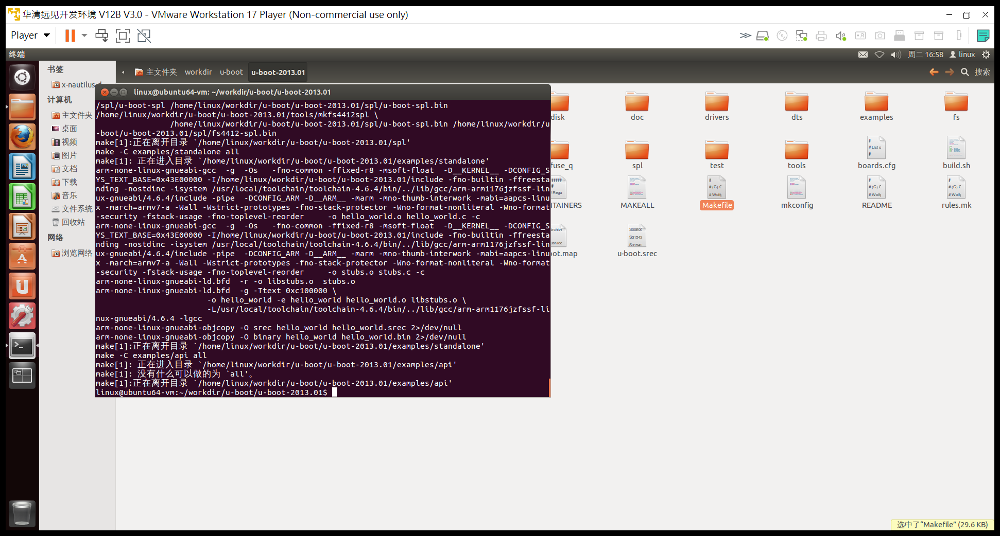 华清远见开发环境 V12B V3.0 - VMware Workstation 17 Player (Non-commercial use only)
Player
终端
周二 16:58
linux
书签
x-nautilus-d
计算机
主文件夹
桌面
视频
图片
文档
下载
音乐
文件系统
回收站
网络
浏览网络
主文件夹
workdir
u-boot
u-boot-2013.01
搜索
linux@ubuntu64-vm: ~/workdir/u-boot/u-boot-2013.01
/spl/u-boot-spl /home/linux/workdir/u-boot/u-boot-2013.01/spl/u-boot-spl.bin
/home/linux/workdir/u-boot/u-boot-2013.01/tools/mkfs4412spl \
/home/linux/workdir/u-boot/u-boot-2013.01/spl/u-boot-spl.bin /home/linux/workdir/u
-boot/u-boot-2013.01/spl/fs4412-spl.bin
make[1]:正在离开目录 `/home/linux/workdir/u-boot/u-boot-2013.01/spl'
make -C examples/standalone all
make[1]: 正在进入目录 `/home/linux/workdir/u-boot/u-boot-2013.01/examples/standalone'
arm-none-linux-gnueabi-gcc  -g  -Os   -fno-common -ffixed-r8 -msoft-float  -D__KERNEL__ -DCONFIG_S
YS_TEXT_BASE=0x43E00000 -I/home/linux/workdir/u-boot/u-boot-2013.01/include -fno-builtin -ffreesta
nding -nostdinc -isystem /usr/local/toolchain/toolchain-4.6.4/bin/../lib/gcc/arm-arm1176jzfssf-lin
ux-gnueabi/4.6.4/include -pipe  -DCONFIG_ARM -D__ARM__ -marm -mno-thumb-interwork -mabi=aapcs-linu
x -march=armv7-a -Wall -Wstrict-prototypes -fno-stack-protector -Wno-format-nonliteral -Wno-format
-security -fstack-usage -fno-toplevel-reorder     -o hello_world.o hello_world.c -c
arm-none-linux-gnueabi-gcc  -g  -Os   -fno-common -ffixed-r8 -msoft-float  -D__KERNEL__ -DCONFIG_S
YS_TEXT_BASE=0x43E00000 -I/home/linux/workdir/u-boot/u-boot-2013.01/include -fno-builtin -ffreesta
nding -nostdinc -isystem /usr/local/toolchain/toolchain-4.6.4/bin/../lib/gcc/arm-arm1176jzfssf-lin
ux-gnueabi/4.6.4/include -pipe  -DCONFIG_ARM -D__ARM__ -marm -mno-thumb-interwork -mabi=aapcs-linu
x -march=armv7-a -Wall -Wstrict-prototypes -fno-stack-protector -Wno-format-nonliteral -Wno-format
-security -fstack-usage -fno-toplevel-reorder     -o stubs.o stubs.c -c
arm-none-linux-gnueabi-ld.bfd  -r -o libstubs.o  stubs.o
arm-none-linux-gnueabi-ld.bfd  -g -Ttext 0xc100000 \
-o hello_world -e hello_world hello_world.o libstubs.o \
-L/usr/local/toolchain/toolchain-4.6.4/bin/../lib/gcc/arm-arm1176jzfssf-li
nux-gnueabi/4.6.4 -lgcc
arm-none-linux-gnueabi-objcopy -O srec hello_world hello_world.srec 2>/dev/null
arm-none-linux-gnueabi-objcopy -O binary hello_world hello_world.bin 2>/dev/null
make[1]:正在离开目录 `/home/linux/workdir/u-boot/u-boot-2013.01/examples/standalone'
make -C examples/api all
make[1]: 正在进入目录 `/home/linux/workdir/u-boot/u-boot-2013.01/examples/api'
make[1]: 没有什么可以做的为 `all'。
make[1]:正在离开目录 `/home/linux/workdir/u-boot/u-boot-2013.01/examples/api'
linux@ubuntu64-vm:~/workdir/u-boot/u-boot-2013.01$
disk
doc
drivers
dts
examples
fs
fuse_q
spl
test
tools
boards.cfg
build.sh
TAINERS
MAKEALL
Makefile
mkconfig
README
rules.mk
oot.map
u-boot.srec
选中了“Makefile” (29.6 KB)